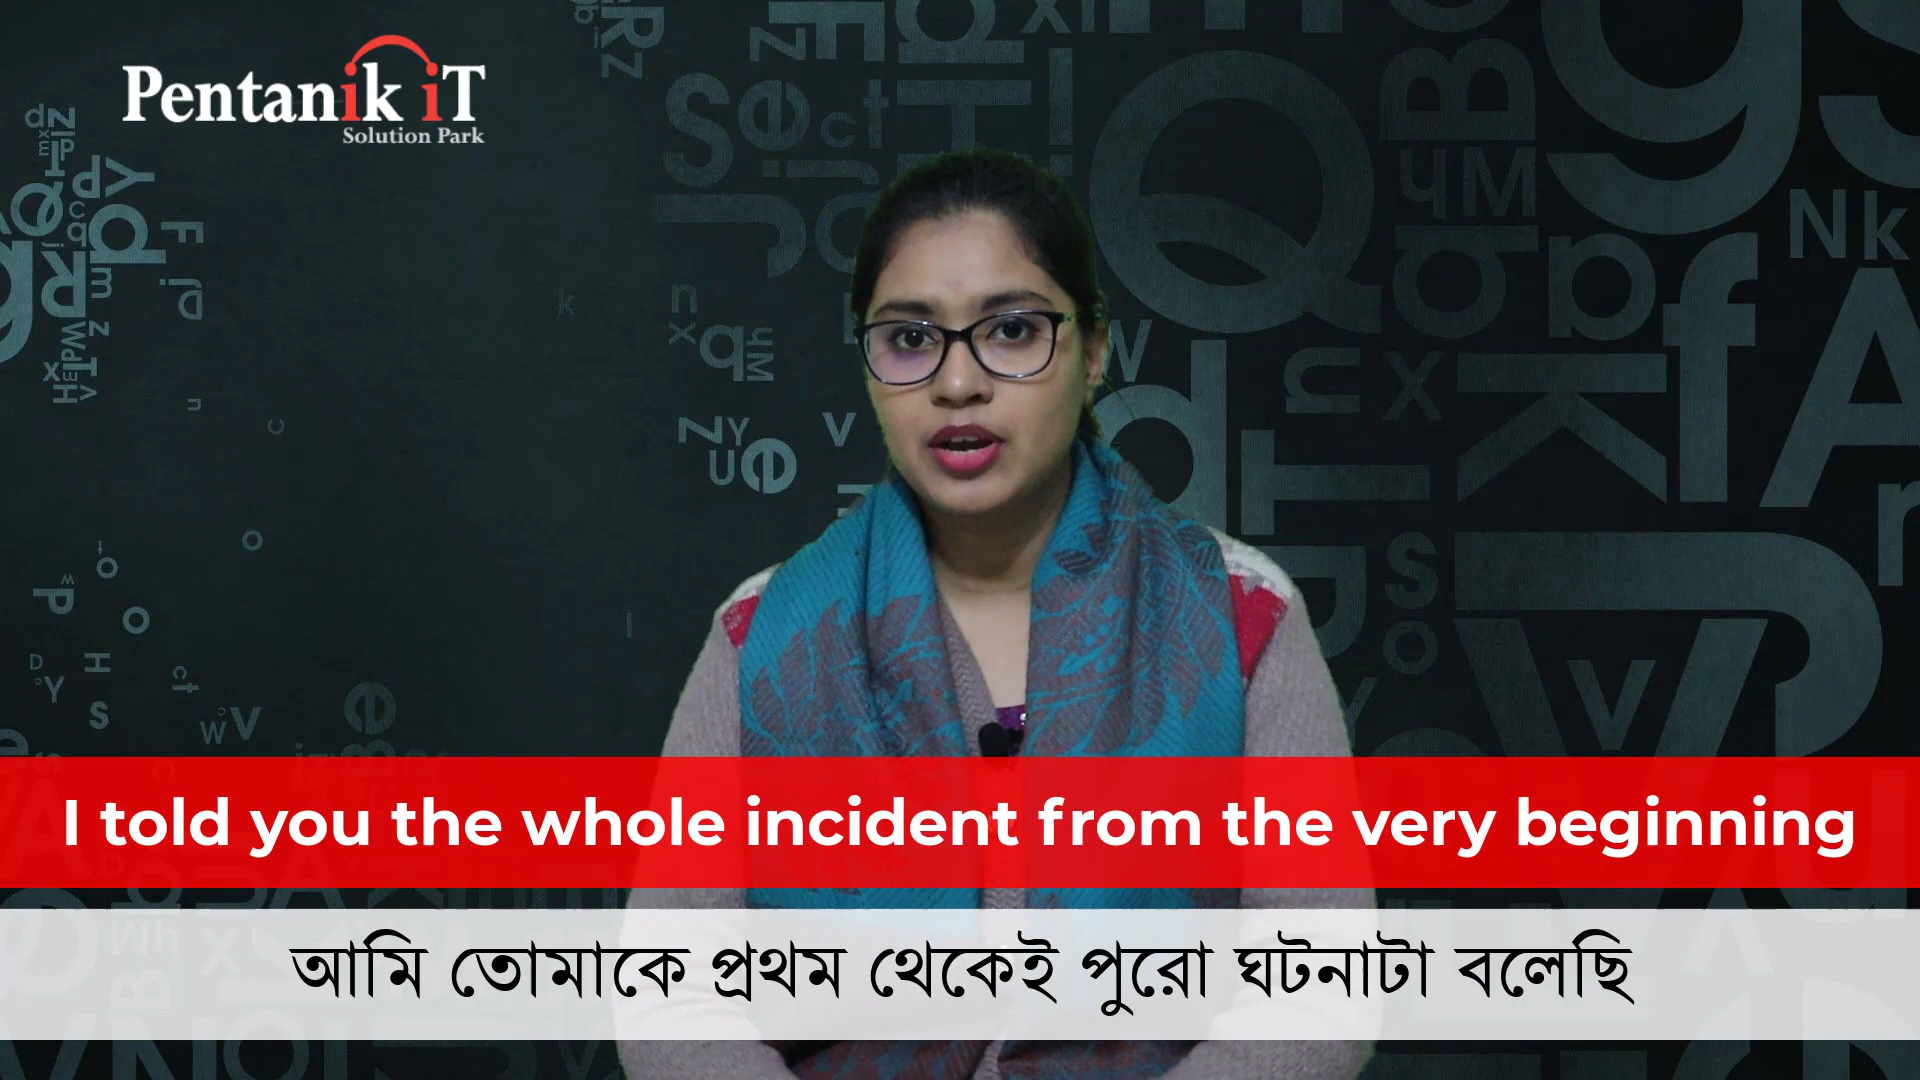 Pentanik iT
Solution Park
I told you the whole incident from the very beginning
আমি তোমাকে প্রথম থেকেই পুরো ঘটনাটা বলেছি